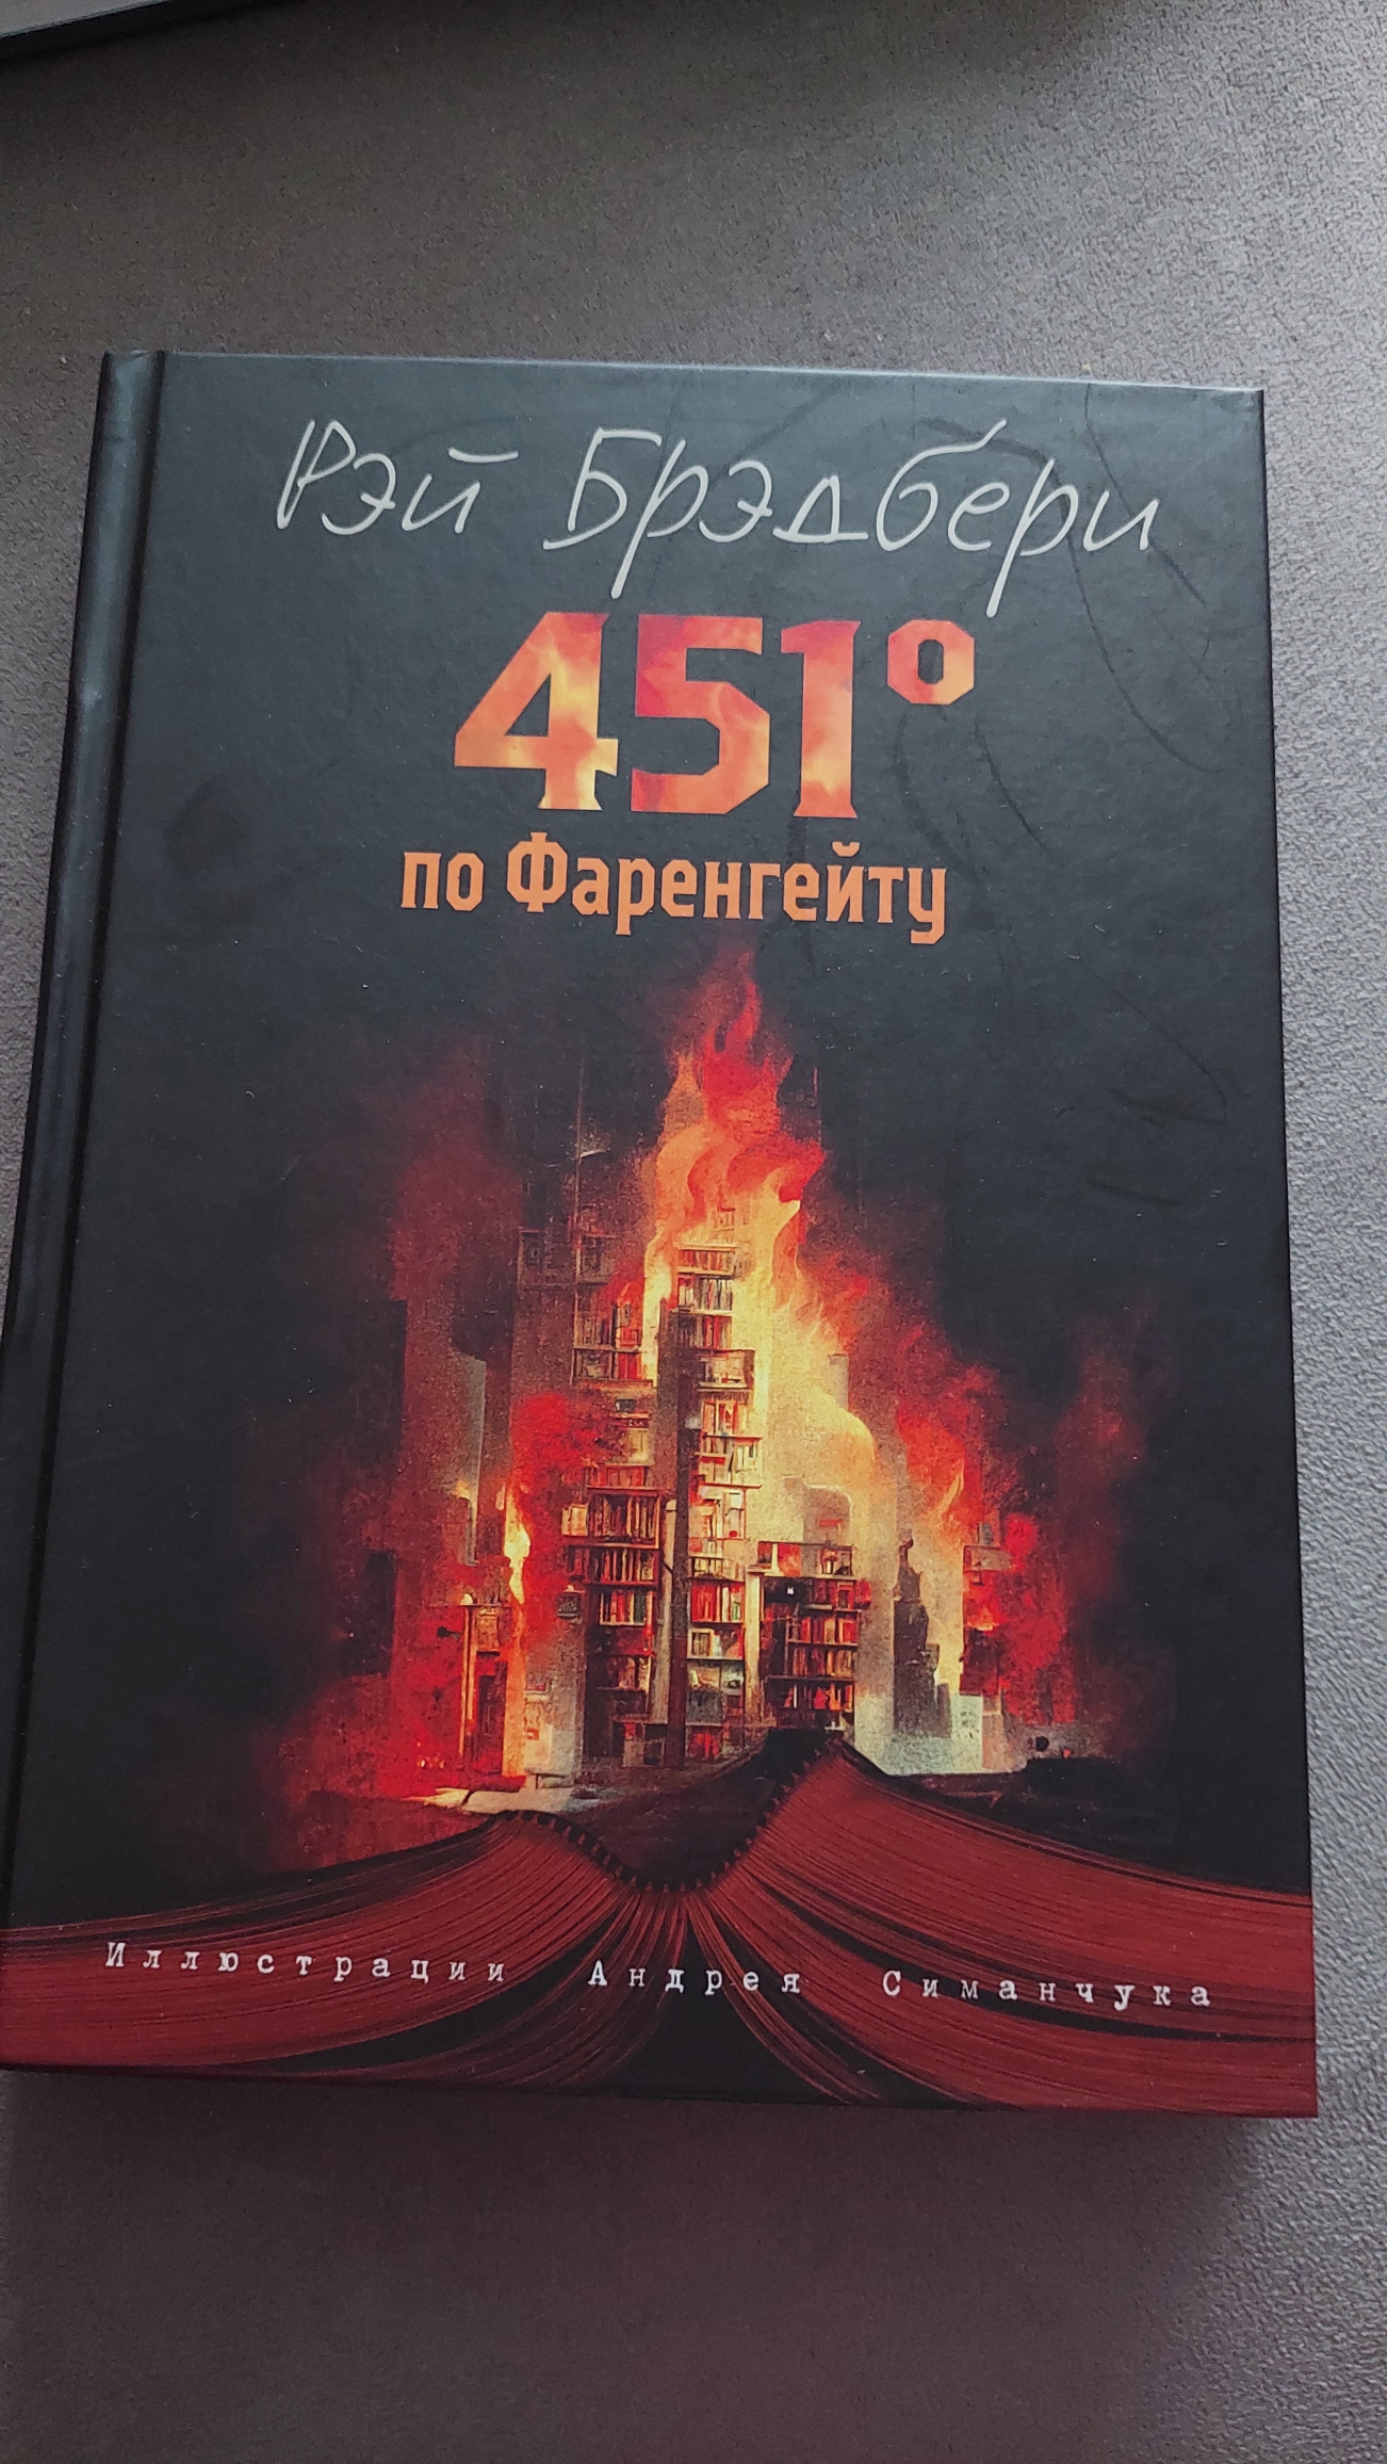 Рэй Брэдбери
451°
по Фаренгейту
Иллюстрации Андрея Симанчука